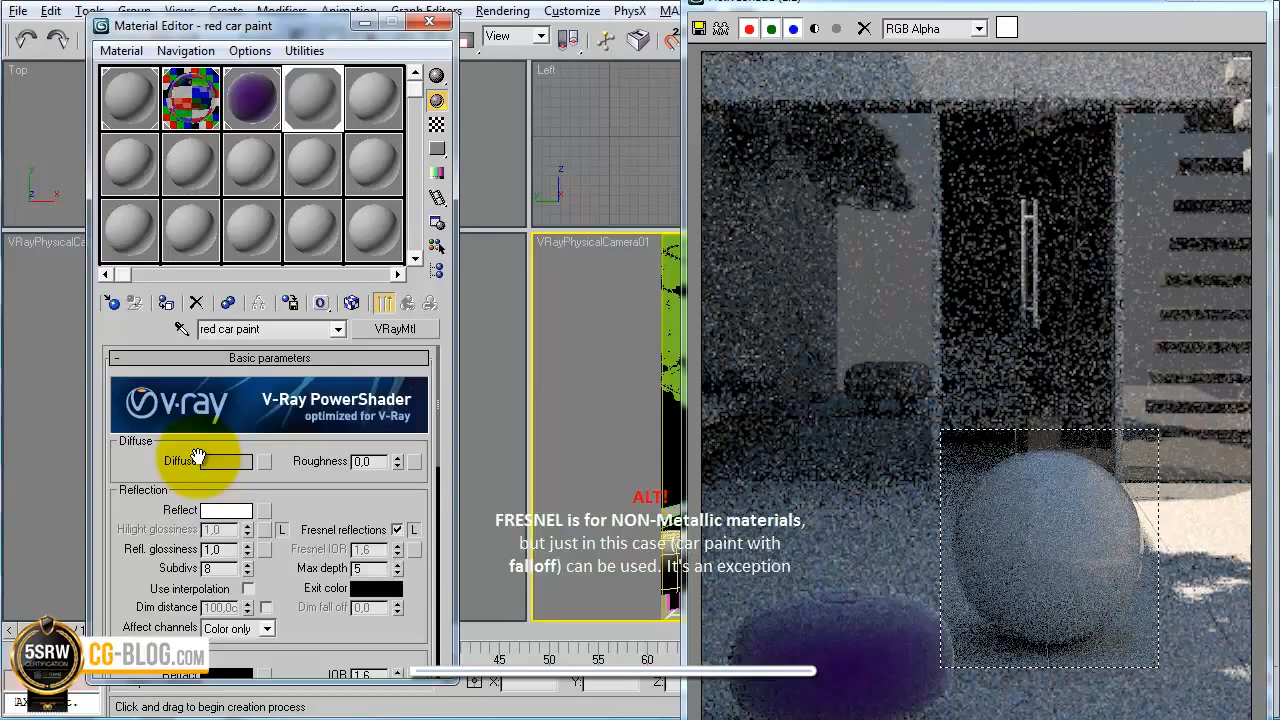 Edit
Tools
Customize
PhysX
Material Editor - red car paint
RGB Alpha
Material
Navigation
Options
Utilities
View
Top
Left
y
z
x
z
y
x
VRayPhysicalCa
VRayPhysicalCamera01
red car paint
VRayMtl
Basic parameters
v·ray
V-Ray PowerShader
optimized for V-Ray
Diffuse
Diffuse
Roughness
0,0
Reflection
Reflect
Hilight glossiness
1,0
L
Fresnel reflections
L
Refl. glossiness
1,0
Fresnel IOR
1,6
Subdivs
8
Max depth
5
Use interpolation
Exit color
Dim distance
Dim fall off
0,0
Affect channels
Color only
ALT!
FRESNEL is for NON-Metallic materials,
but just in this case (car paint with
falloff) can be used. It's an exception
5SRW
CERTIFICATION
CG-BLOG.COM
45
50
55
60
X:
Y:
Z:
Click and drag to begin creation process